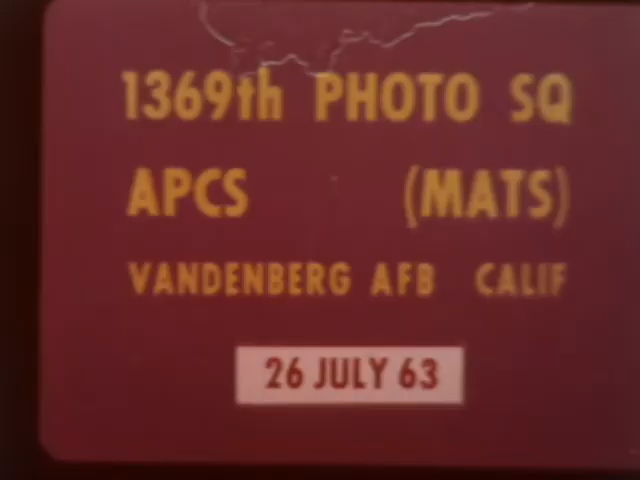 1369th PHOTO SQ
APCS (MATS)
VANDENBERG AFB CALIF
26 JULY 63